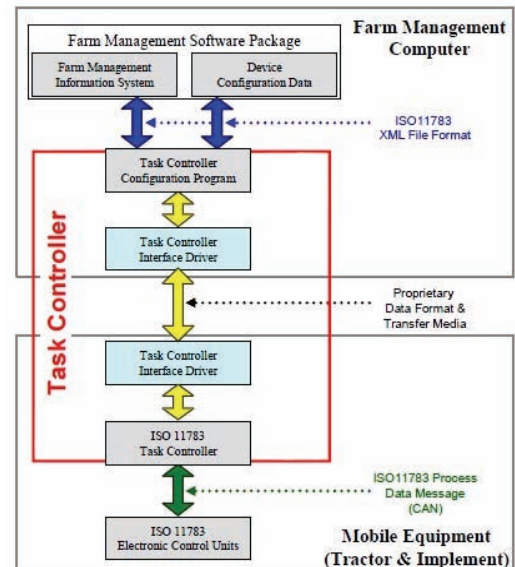 Farm Management
Computer
Farm Management Software Package
Farm Management
Information System
Device
Configuration Data
ISO11783
XML File Format
Task Controller
Configuration Program
Task Controller
Interface Driver
Task Controller
Proprietary
Data Format &
Transfer Media
Task Controller
Interface Driver
ISO 11783
Task Controller
ISO11783 Process
Data Message
(CAN)
ISO 11783
Electronic Control Units
Mobile Equipment
(Tractor & Implement)